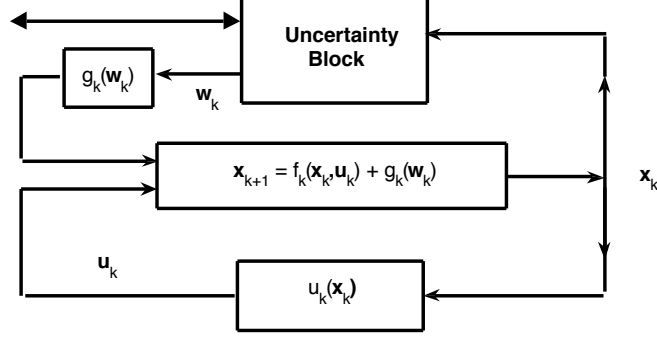 Uncertainty
Block
g_k(w_k)
w_k
x_{k+1} = f_k(x_k,u_k) + g_k(w_k)
x_k
u_k
u_k(x_k)